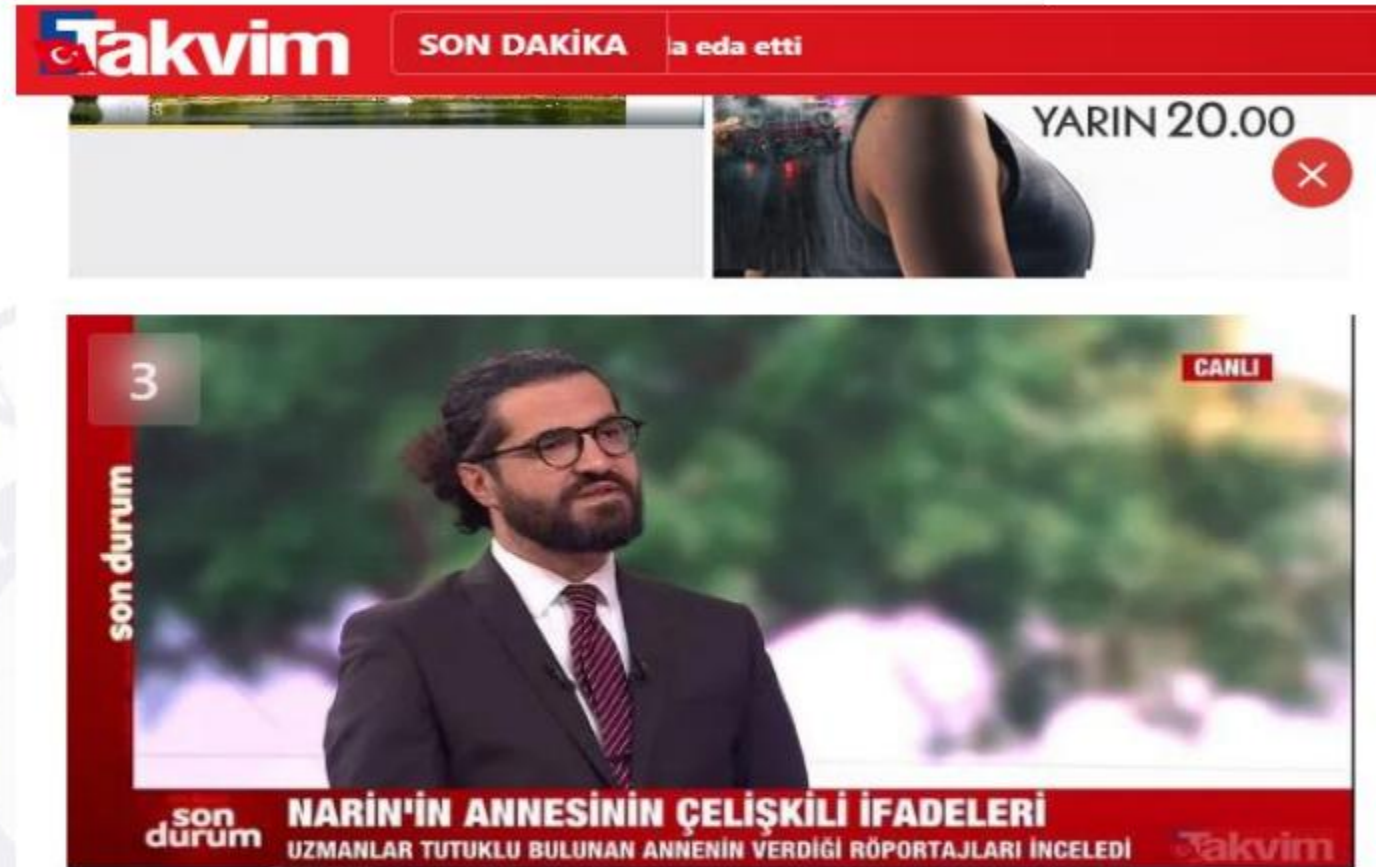 Takvim
SON DAKİKA
a eda etti
YARIN 20.00
3
CANLI
son durum
son durum
NARİN'İN ANNESİNİN ÇELİŞKİLİ İFADELERİ
UZMANLAR TUTUKLU BULUNAN ANNENİN VERDİĞİ RÖPORTAJLARI İNCELEDİ
Takvim